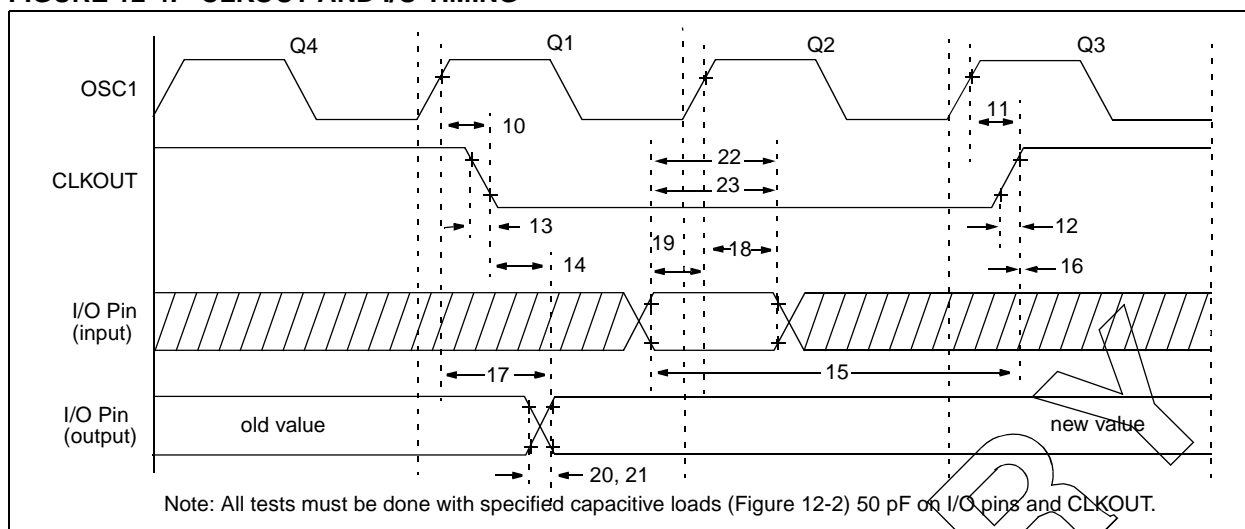 FIGURE 12-4: CLKOUT AND I/O TIMING
Q4 Q1 Q2 Q3
OSC1
10 11
22
CLKOUT
23
13 12
19 18
14 16
I/O Pin
(input)
17 15
I/O Pin
(output)
old value new value
20, 21
Note: All tests must be done with specified capacitive loads (Figure 12-2) 50 pF on I/O pins and CLKOUT.
R Y